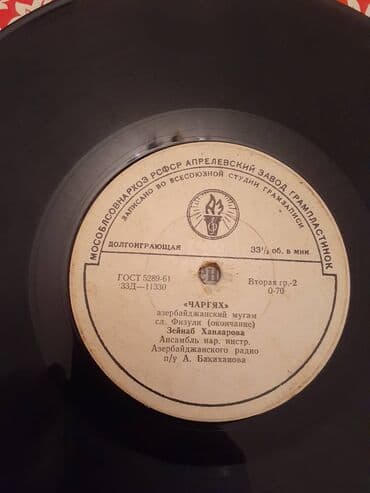 МОСОБЛСОВНАРХОЗ РСФСР АПРЕЛЕВСКИЙ ЗАВОД ГРАМПЛАСТИНОК
ЗАПИСАНО ВО ВСЕСОЮЗНОЙ СТУДИИ ГРАМЗАПИСИ
ДОЛГОИГРАЮЩАЯ 33⅓ об. в мин.
ГОСТ 5289-61 Вторая гр.-2
33Д—11330 0-70
«ЧАРГЯХ»
азербайджанский мугам
сл. Физули (окончание)
Зейнаб Ханларова
Ансамбль нар. инстр.
Азербайджанского радио
п/у А. Бакиханова